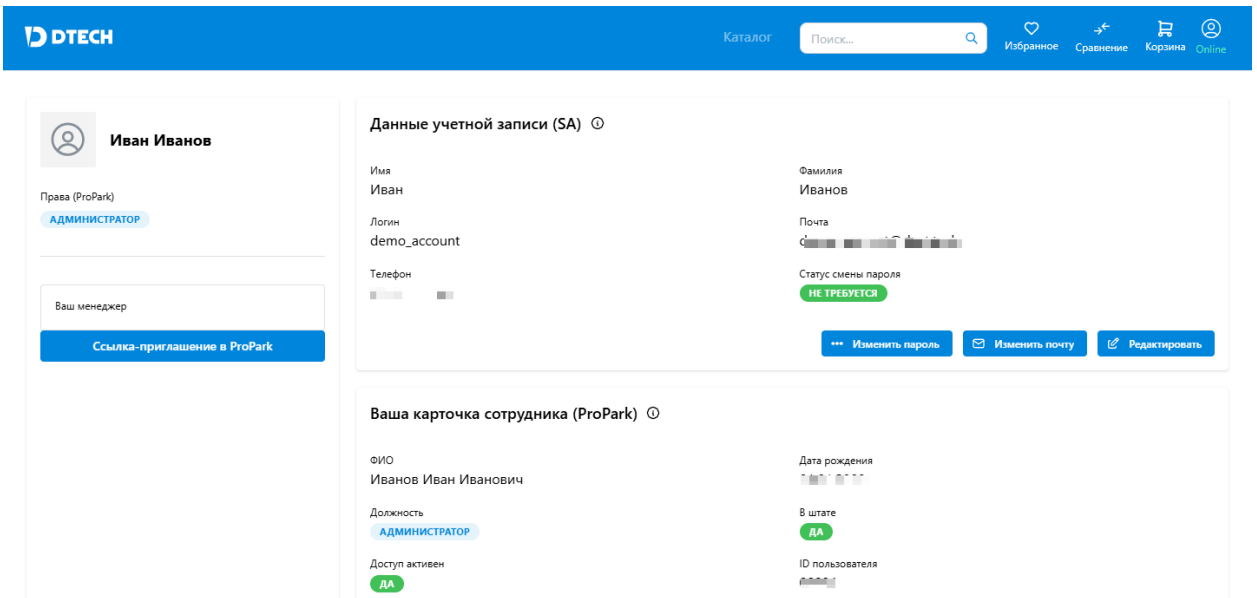 DTECH
Каталог
Поиск...
Избранное
Сравнение
Корзина
Online
Иван Иванов
Права (ProPark)
АДМИНИСТРАТОР
Ваш менеджер
Ссылка-приглашение в ProPark
Данные учетной записи (SA)
Имя
Иван
Фамилия
Иванов
Логин
demo_account
Почта
Телефон
Статус смены пароля
НЕ ТРЕБУЕТСЯ
Изменить пароль
Изменить почту
Редактировать
Ваша карточка сотрудника (ProPark)
ФИО
Иванов Иван Иванович
Дата рождения
Должность
АДМИНИСТРАТОР
В штате
ДА
Доступ активен
ДА
ID пользователя